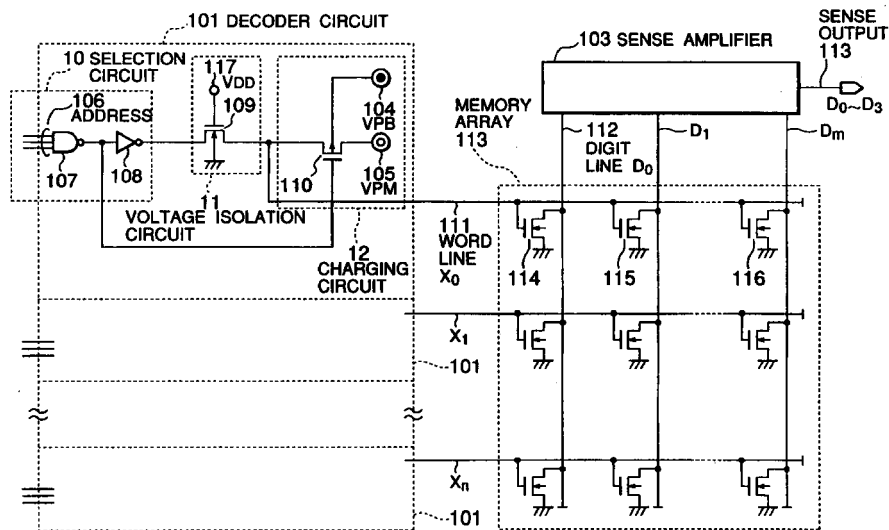 101 DECODER CIRCUIT
10 SELECTION
CIRCUIT
106
ADDRESS
107
108
117
VDD
109
11
VOLTAGE ISOLATION
CIRCUIT
110
104
VPB
105
VPM
12
CHARGING
CIRCUIT
101
101
103 SENSE AMPLIFIER
SENSE
OUTPUT
113
D0~D3
MEMORY
ARRAY
113
112
DIGIT
LINE D0
D1
Dm
111
WORD
LINE
X0
114
115
116
X1
Xn